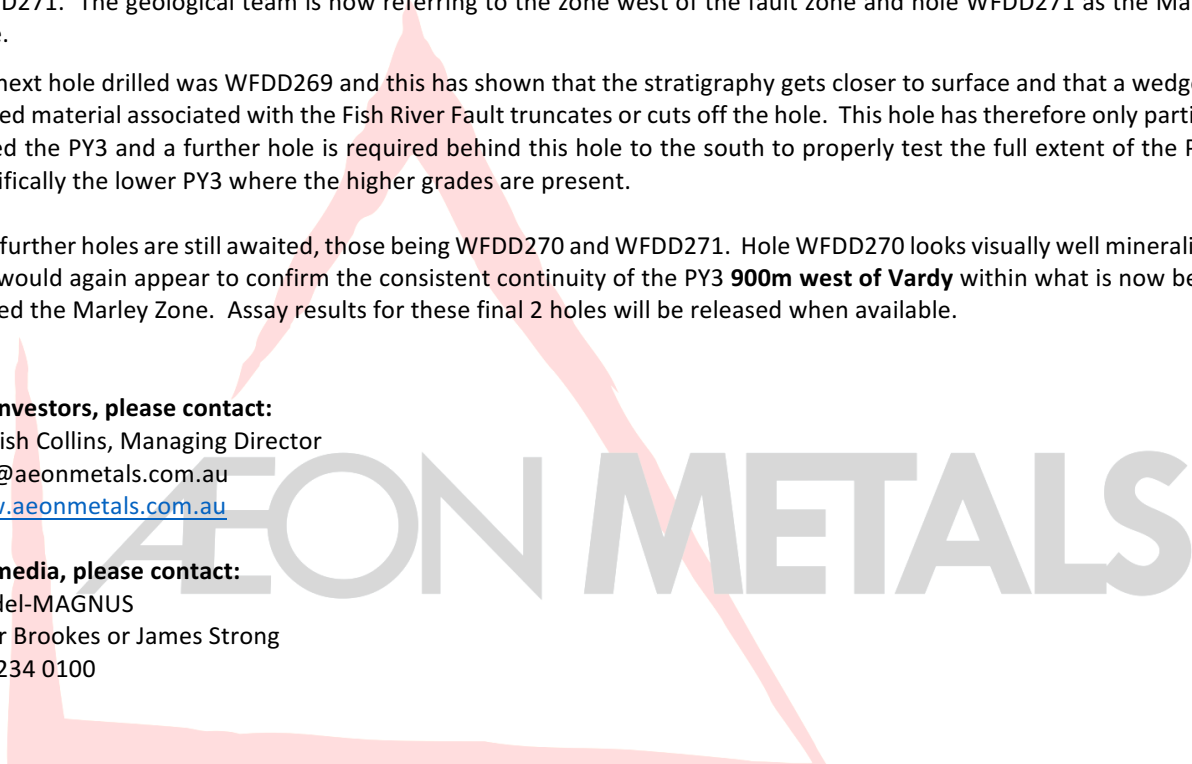 D271. The geological team is now referring to the zone west of the fault zone and hole WFDD271 as the Ma
e.
next hole drilled was WFDD269 and this has shown that the stratigraphy gets closer to surface and that a wedge
ed material associated with the Fish River Fault truncates or cuts off the hole. This hole has therefore only parti
ed the PY3 and a further hole is required behind this hole to the south to properly test the full extent of the P
ifically the lower PY3 where the higher grades are present.
further holes are still awaited, those being WFDD270 and WFDD271. Hole WFDD270 looks visually well minerali
would again appear to confirm the consistent continuity of the PY3 900m west of Vardy within what is now be
ed the Marley Zone. Assay results for these final 2 holes will be released when available.
nvestors, please contact:
ish Collins, Managing Director
@aeonmetals.com.au
.aeonmetals.com.au
ÆON METALS
media, please contact:
del-MAGNUS
r Brookes or James Strong
234 0100